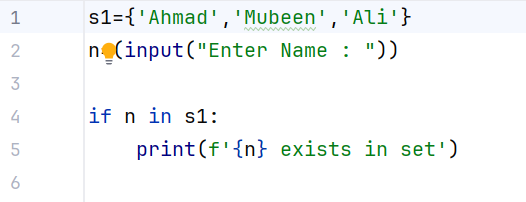 1 s1={'Ahmad','Mubeen','Ali'}
2 n=(input("Enter Name : "))
3
4 if n in s1:
5     print(f'{n} exists in set')
6